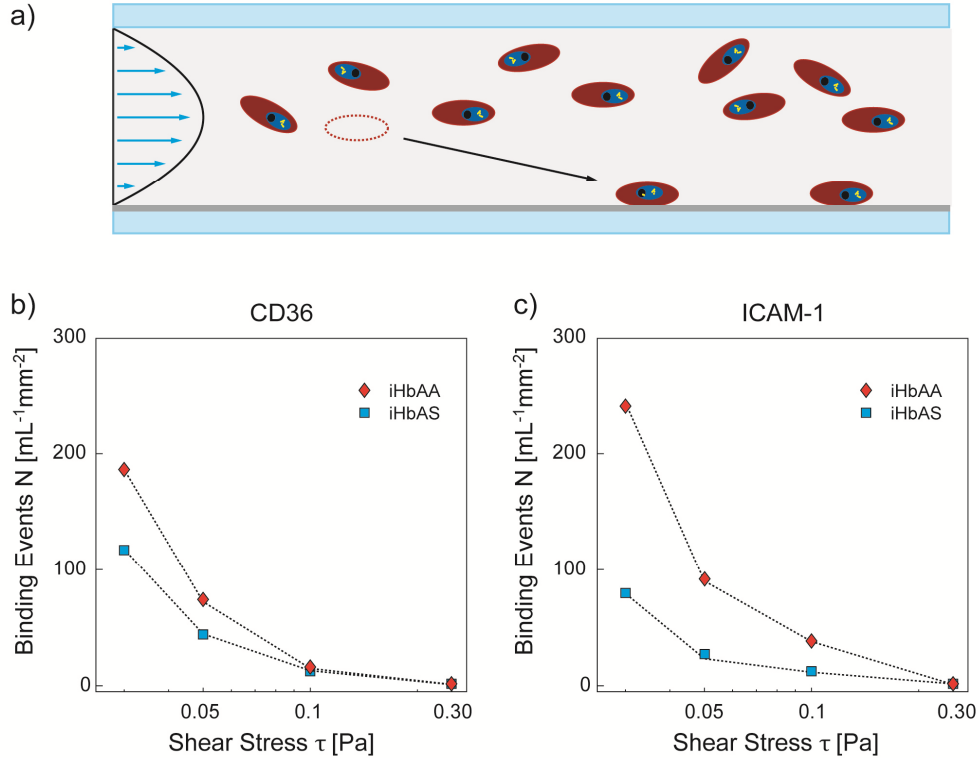 a)
b)
CD36
Binding Events N [mL⁻¹mm⁻²]
300
200
100
0
iHbAA
iHbAS
0.05
0.1
0.30
Shear Stress τ [Pa]
c)
ICAM-1
Binding Events N [mL⁻¹mm⁻²]
300
200
100
0
iHbAA
iHbAS
0.05
0.1
0.30
Shear Stress τ [Pa]